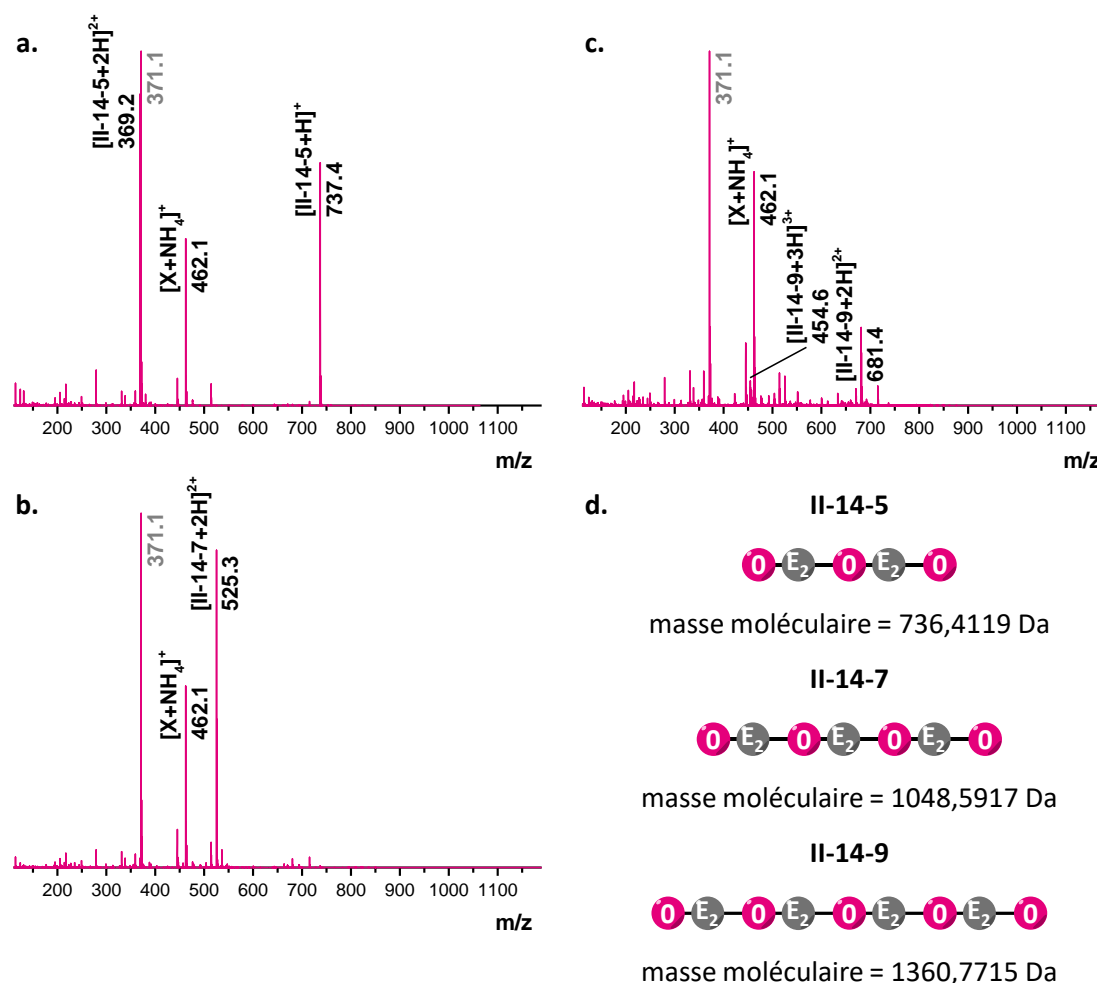 a.
[II-14-5+2H]²⁺
369.2
371.1
[X+NH₄]⁺
462.1
[II-14-5+H]⁺
737.4
200 300 400 500 600 700 800 900 1000 1100
m/z
c.
371.1
[X+NH₄]⁺
462.1
[II-14-9+3H]³⁺
454.6
[II-14-9+2H]²⁺
681.4
200 300 400 500 600 700 800 900 1000 1100
m/z
b.
371.1
[X+NH₄]⁺
462.1
[II-14-7+2H]²⁺
525.3
200 300 400 500 600 700 800 900 1000 1100
m/z
d.
II-14-5
0 E₂ 0 E₂ 0
masse moléculaire = 736,4119 Da
II-14-7
0 E₂ 0 E₂ 0 E₂ 0
masse moléculaire = 1048,5917 Da
II-14-9
0 E₂ 0 E₂ 0 E₂ 0 E₂ 0
masse moléculaire = 1360,7715 Da